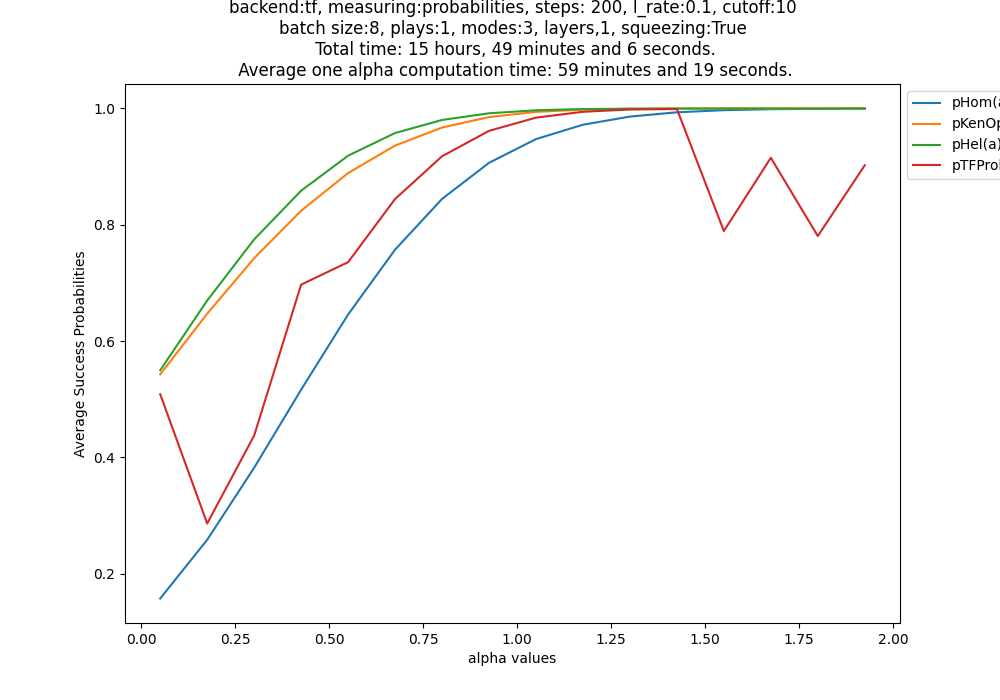 backend:tf, measuring:probabilities, steps: 200, l_rate:0.1, cutoff:10
batch size:8, plays:1, modes:3, layers,1, squeezing:True
Total time: 15 hours, 49 minutes and 6 seconds.
Average one alpha computation time: 59 minutes and 19 seconds.
pHom(a
pKenOp
pHel(a)
pTFProb
Average Success Probabilities
1.0
0.8
0.6
0.4
0.2
0.00 0.25 0.50 0.75 1.00 1.25 1.50 1.75 2.00
alpha values